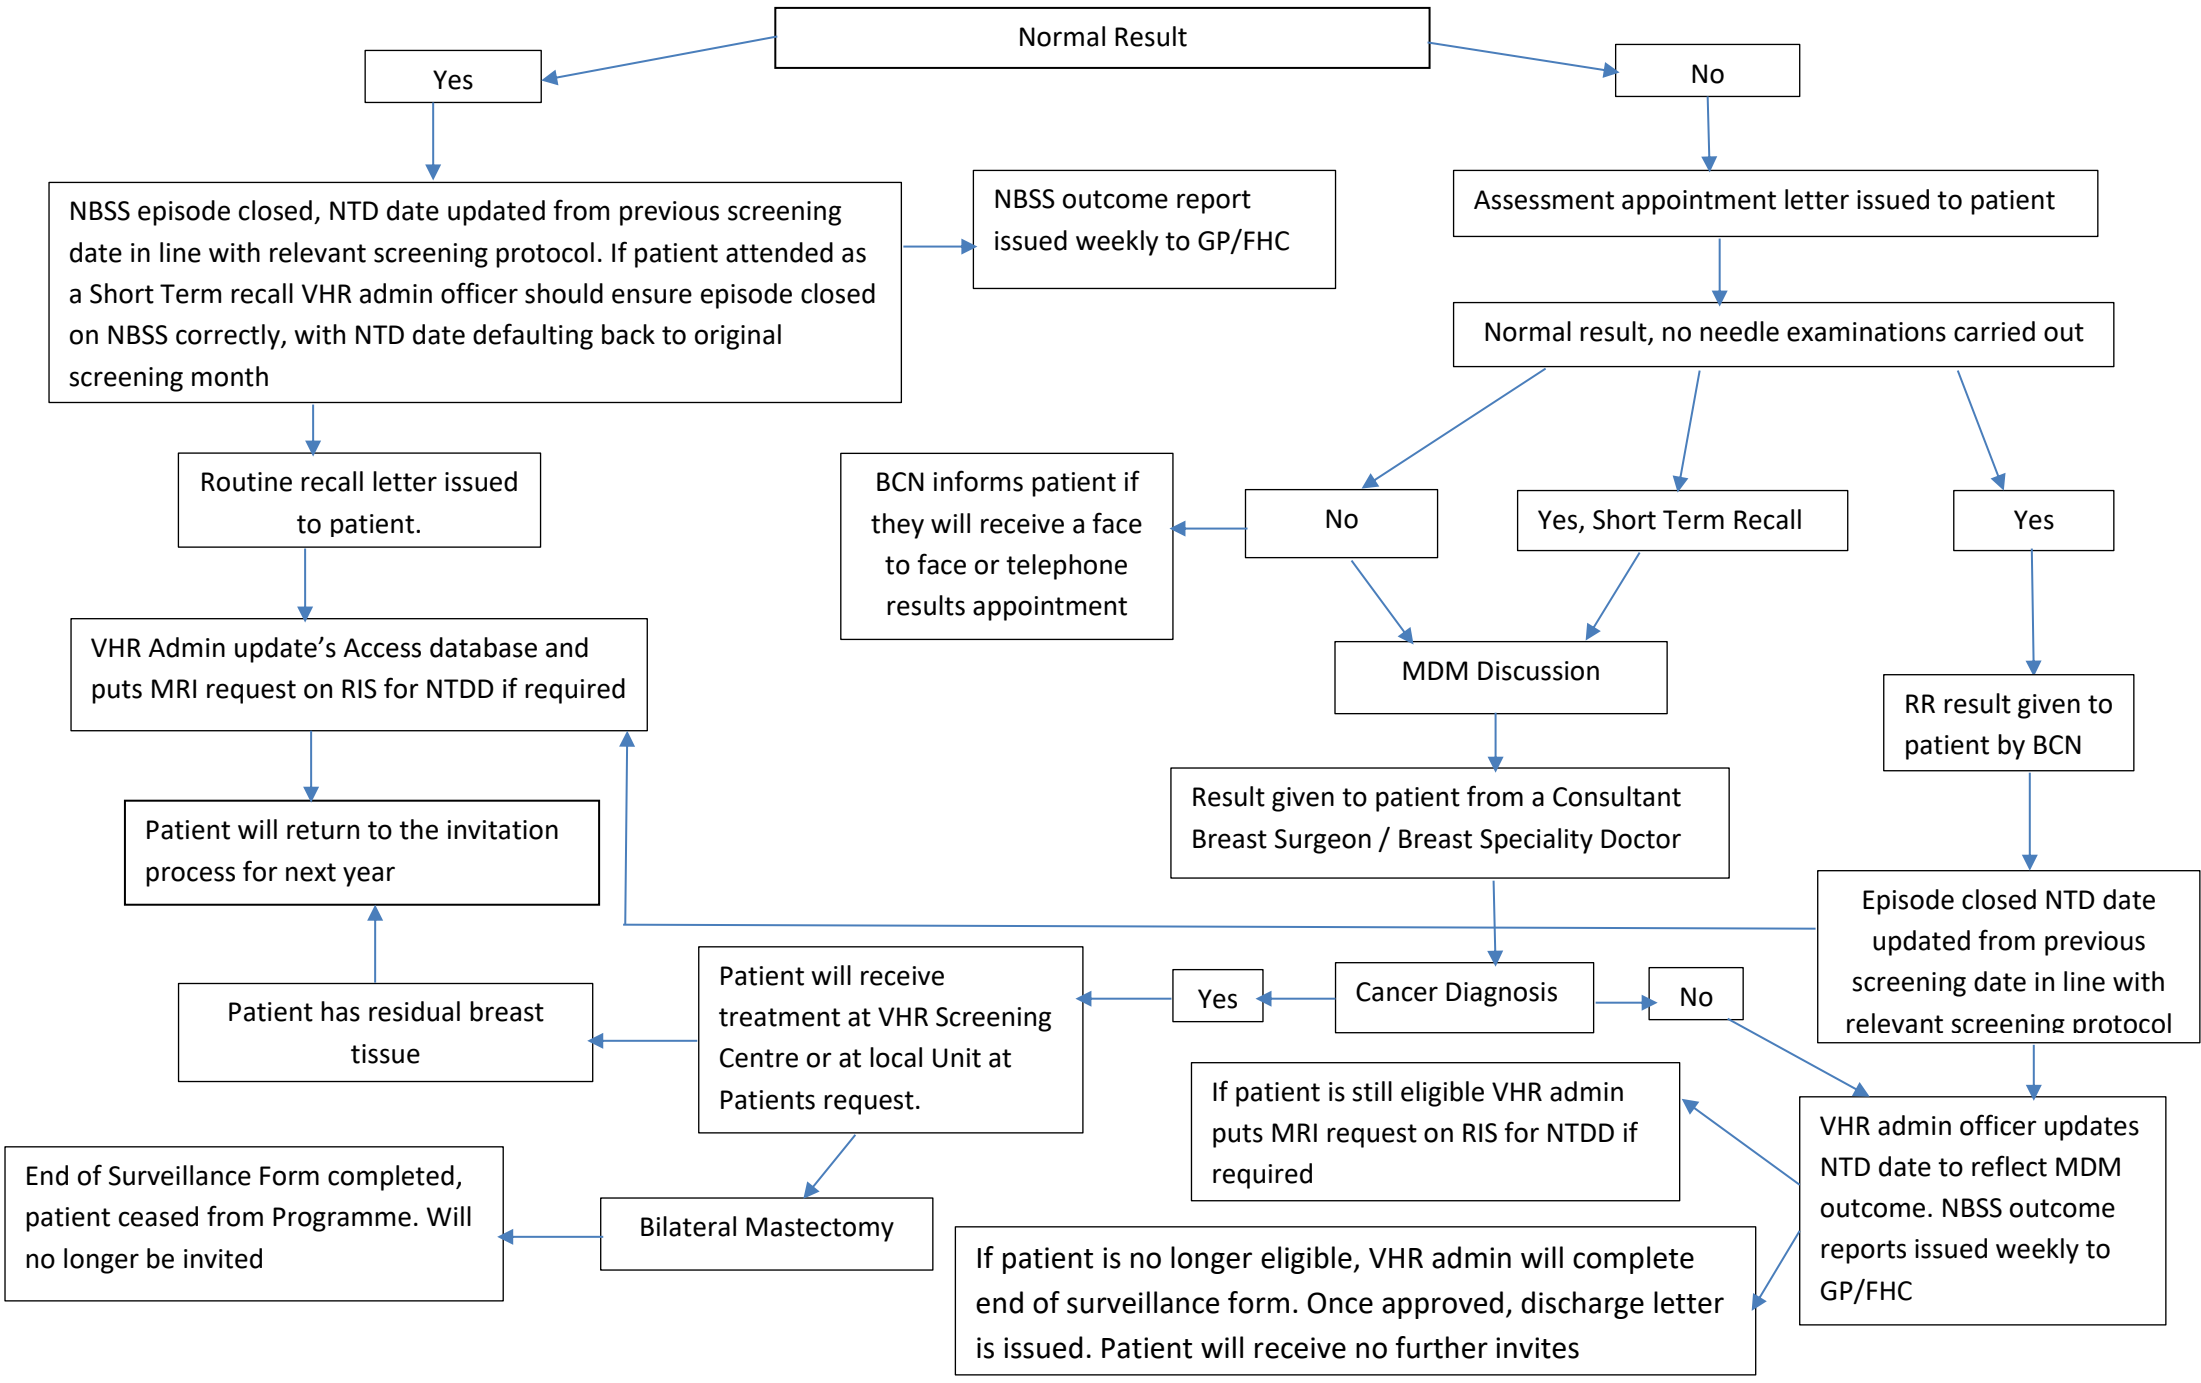 Normal Result
Yes
No
NBSS episode closed, NTD date updated from previous screening
date in line with relevant screening protocol. If patient attended as
a Short Term recall VHR admin officer should ensure episode closed
on NBSS correctly, with NTD date defaulting back to original
screening month
NBSS outcome report
issued weekly to GP/FHC
Assessment appointment letter issued to patient
Normal result, no needle examinations carried out
Routine recall letter issued
to patient.
BCN informs patient if
they will receive a face
to face or telephone
results appointment
No
Yes, Short Term Recall
Yes
VHR Admin update’s Access database and
puts MRI request on RIS for NTDD if required
MDM Discussion
RR result given to
patient by BCN
Patient will return to the invitation
process for next year
Result given to patient from a Consultant
Breast Surgeon / Breast Speciality Doctor
Episode closed NTD date
updated from previous
screening date in line with
relevant screening protocol
Patient has residual breast
tissue
Patient will receive
treatment at VHR Screening
Centre or at local Unit at
Patients request.
Yes
Cancer Diagnosis
No
If patient is still eligible VHR admin
puts MRI request on RIS for NTDD if
required
VHR admin officer updates
NTD date to reflect MDM
outcome. NBSS outcome
reports issued weekly to
GP/FHC
End of Surveillance Form completed,
patient ceased from Programme. Will
no longer be invited
Bilateral Mastectomy
If patient is no longer eligible, VHR admin will complete
end of surveillance form. Once approved, discharge letter
is issued. Patient will receive no further invites